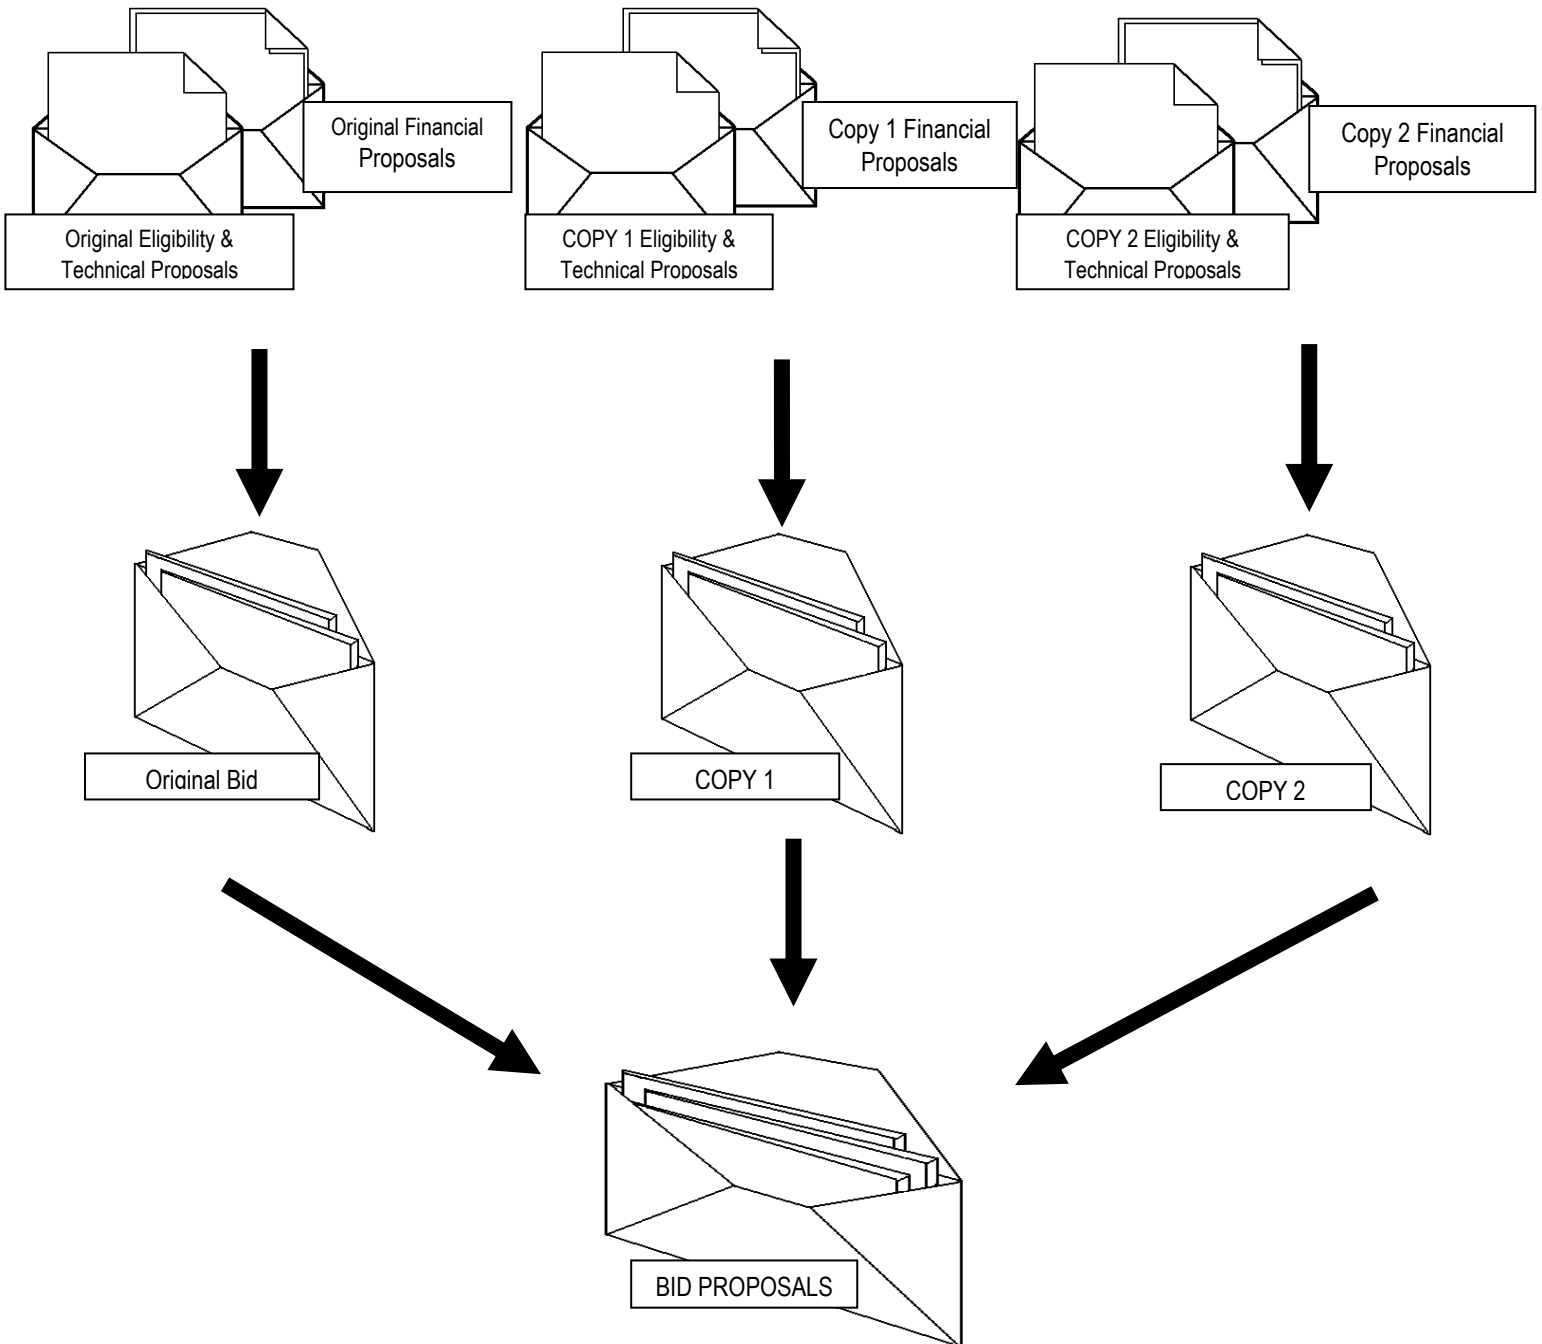 Original Financial
Proposals
Copy 1 Financial
Proposals
Copy 2 Financial
Proposals
Original Eligibility &
Technical Proposals
COPY 1 Eligibility &
Technical Proposals
COPY 2 Eligibility &
Technical Proposals
Original Bid
COPY 1
COPY 2
BID PROPOSALS